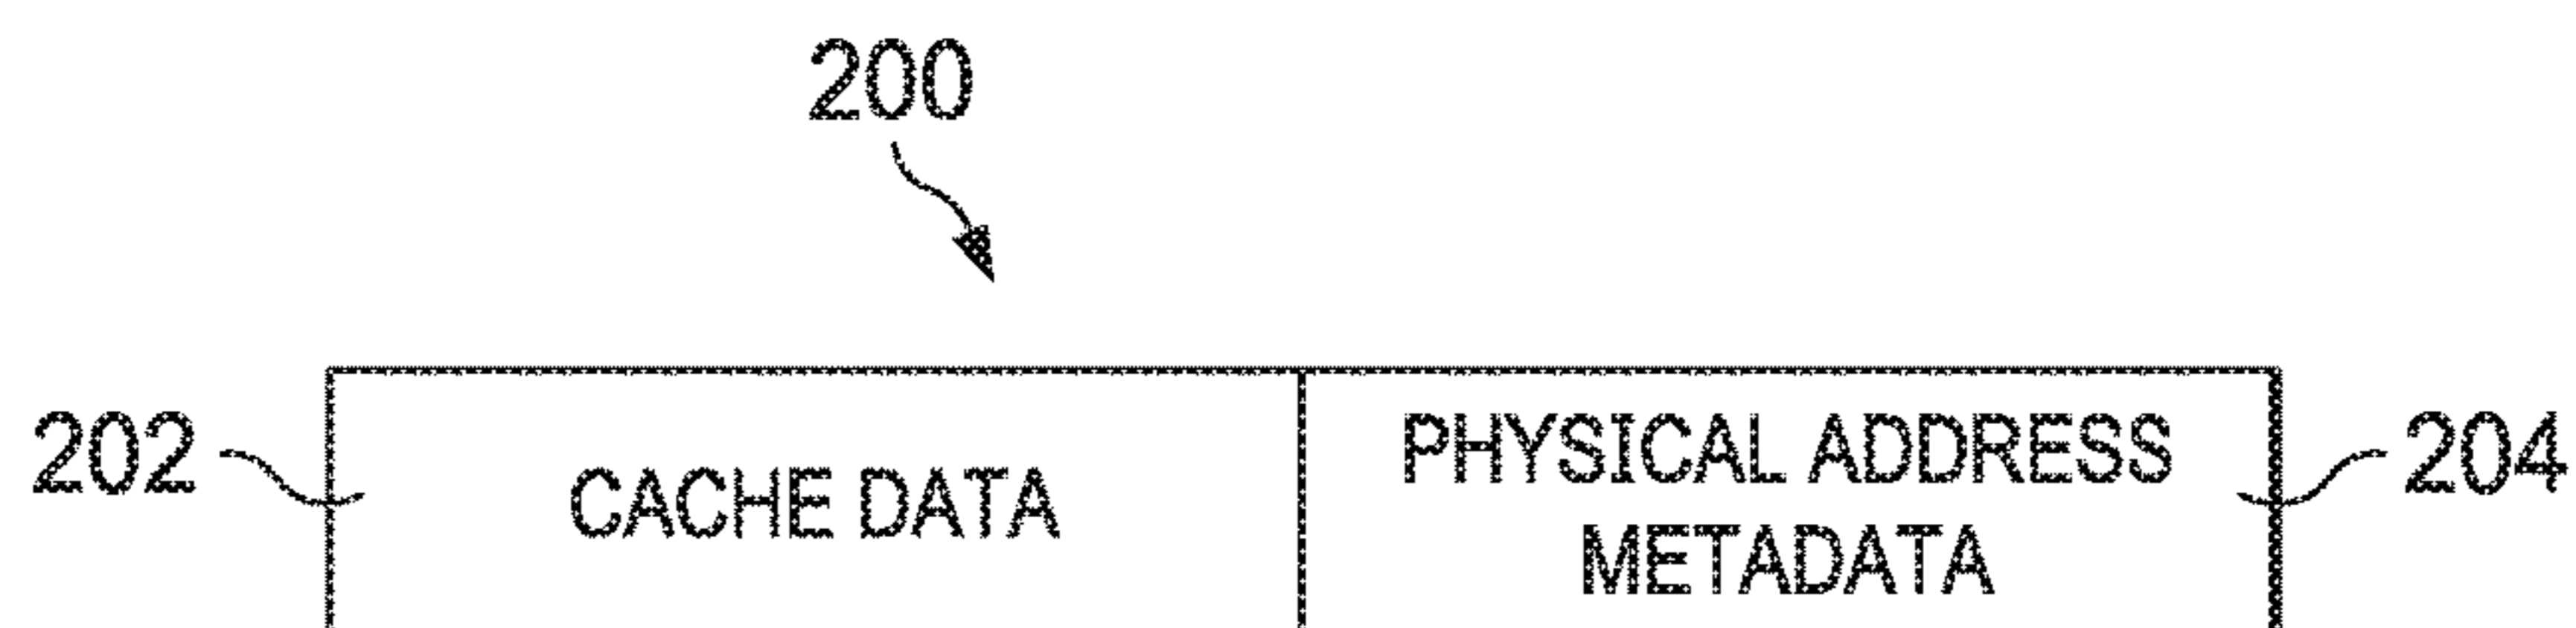 200
202
CACHE DATA
PHYSICAL ADDRESS
METADATA
204